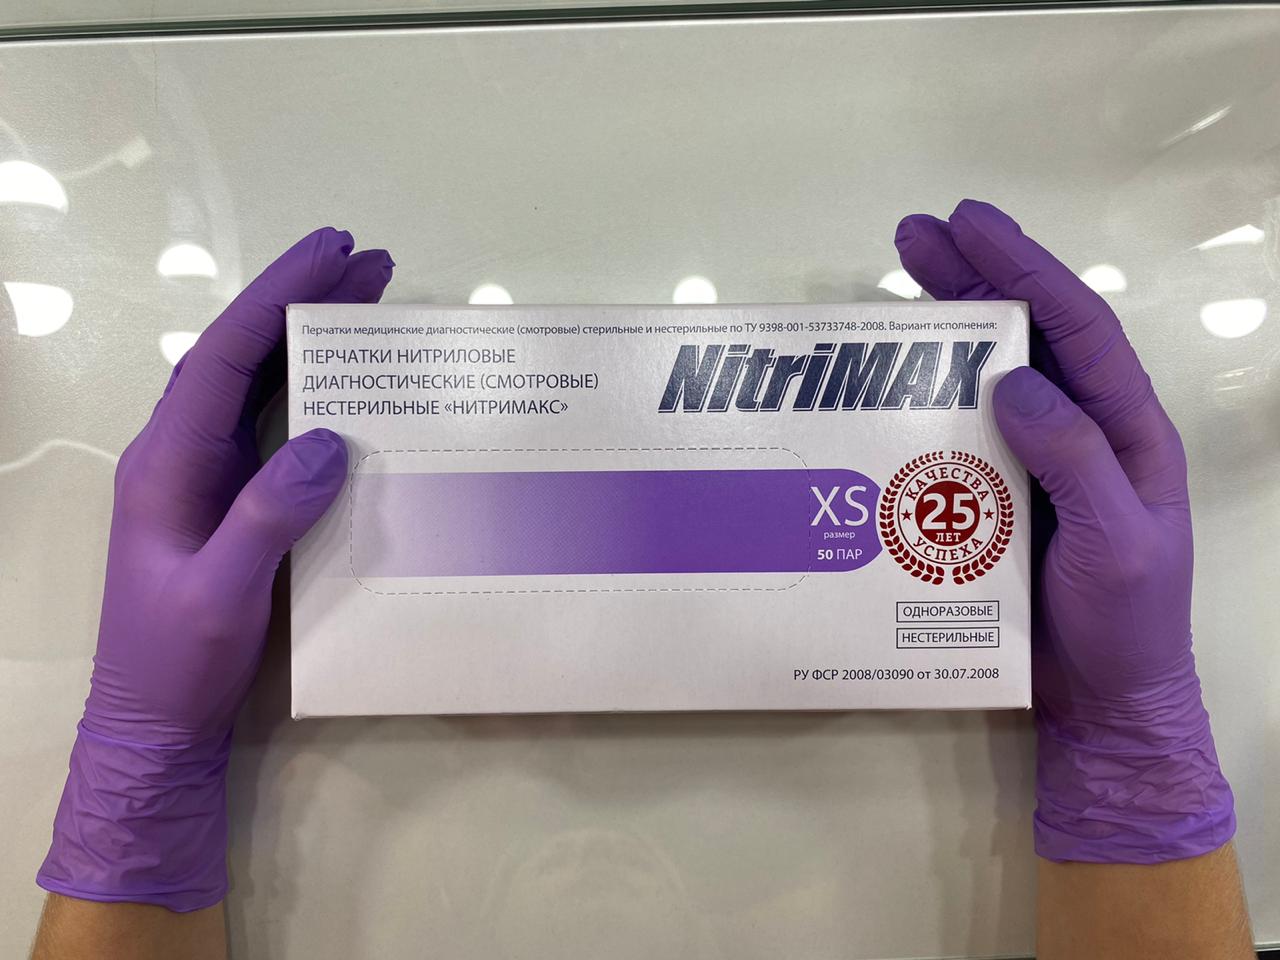 Перчатки медицинские диагностические (смотровые) стерильные и нестерильные по ТУ 9398-001-53733748-2008. Вариант исполнения:
ПЕРЧАТКИ НИТРИЛОВЫЕ
ДИАГНОСТИЧЕСКИЕ (СМОТРОВЫЕ)
НЕСТЕРИЛЬНЫЕ «НИТРИМАКС»
NitriMAX
XS
размер
50 ПАР
КАЧЕСТВА
25
ЛЕТ
УСПЕХА
ОДНОРАЗОВЫЕ
НЕСТЕРИЛЬНЫЕ
РУ ФСР 2008/03090 от 30.07.2008